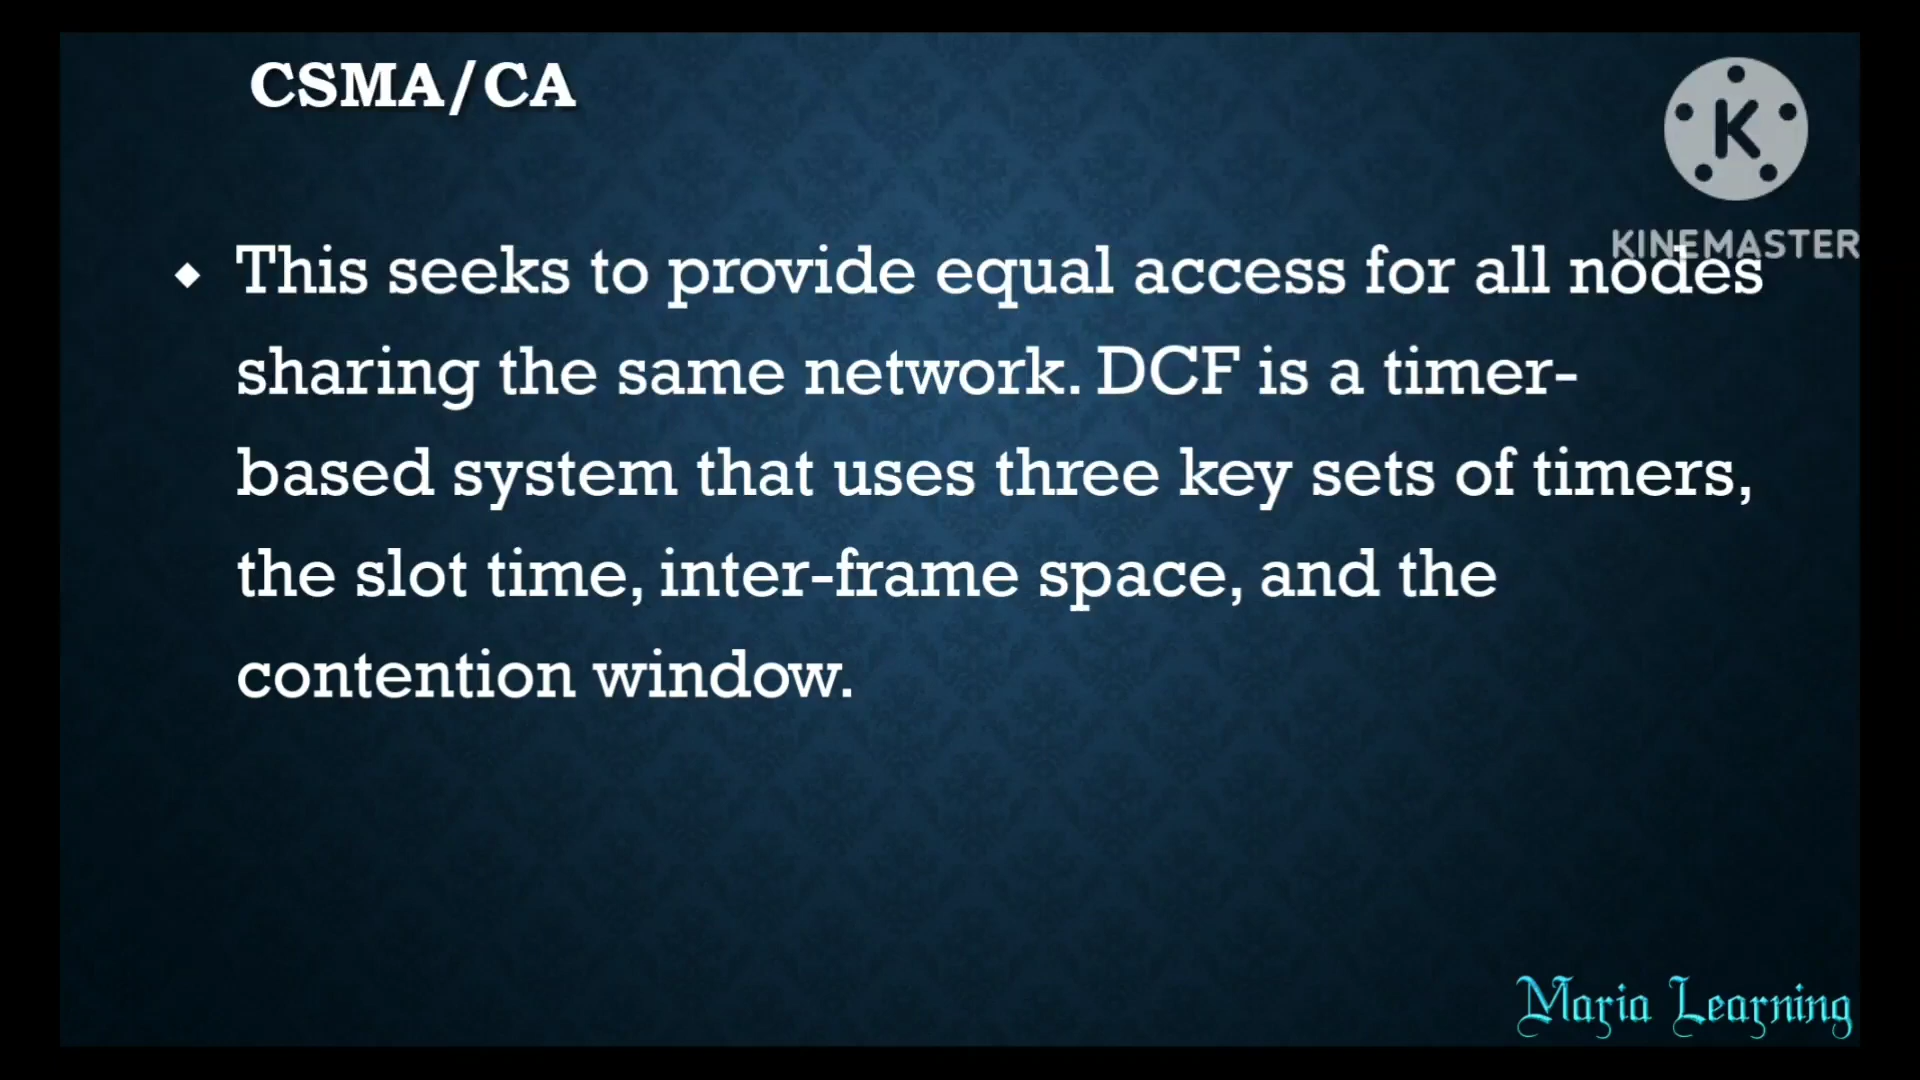 CSMA/CA
K
KINEMASTER
◆ This seeks to provide equal access for all nodes
sharing the same network. DCF is a timer-
based system that uses three key sets of timers,
the slot time, inter-frame space, and the
contention window.
Maria Learning